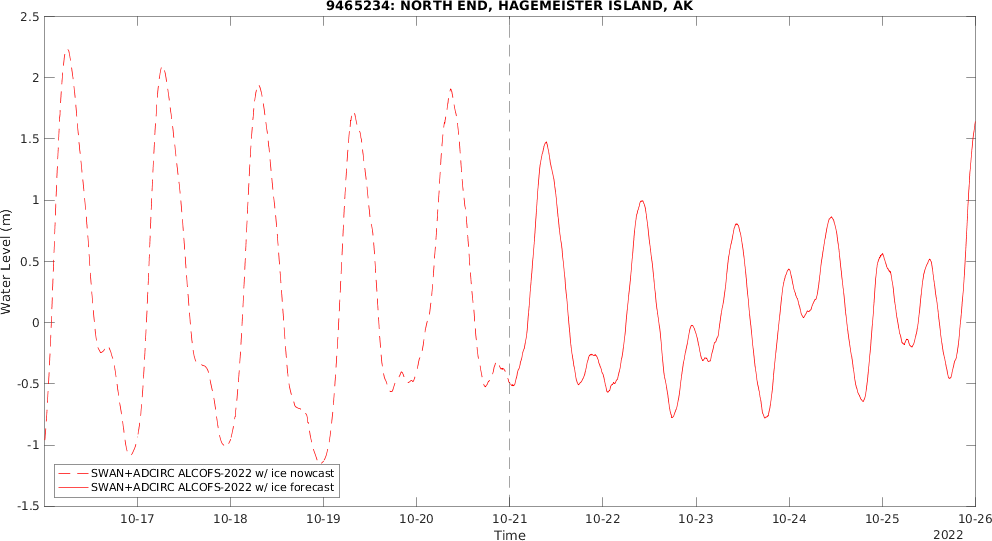 9465234: NORTH END, HAGEMEISTER ISLAND, AK
2.5
2
1.5
1
0.5
0
-0.5
-1
-1.5
Water Level (m)
SWAN+ADCIRC ALCOFS-2022 w/ ice nowcast
SWAN+ADCIRC ALCOFS-2022 w/ ice forecast
10-17 10-18 10-19 10-20 10-21 10-22 10-23 10-24 10-25 10-26
Time
2022